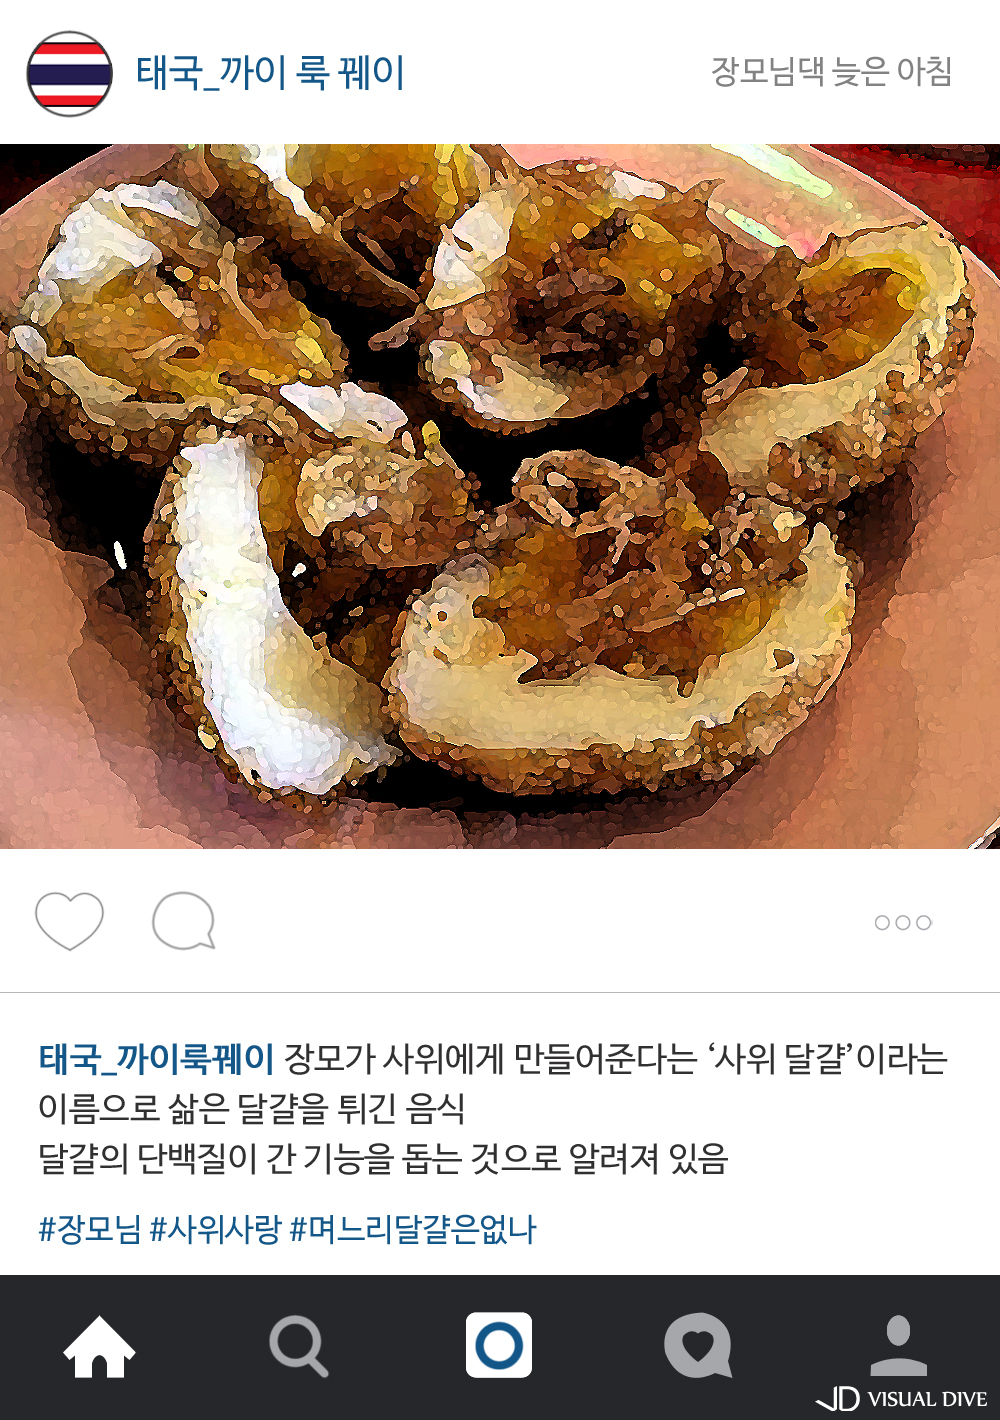 태국_까이 룩 꿰이
장모님댁 늦은 아침
태국_까이룩꿰이 장모가 사위에게 만들어준다는 ‘사위 달걀’이라는
이름으로 삶은 달걀을 튀긴 음식
달걀의 단백질이 간 기능을 돕는 것으로 알려져 있음
#장모님 #사위사랑 #며느리달걀은없나
VISUAL DIVE